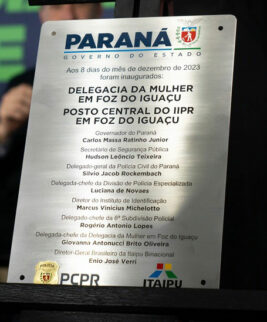 PARANÁ
GOVERNO DO ESTADO
Aos 8 dias do mês de dezembro de 2023
foram inaugurados:
DELEGACIA DA MULHER
EM FOZ DO IGUAÇU
POSTO CENTRAL DO IIPR
EM FOZ DO IGUAÇU
Governador do Paraná
Carlos Massa Ratinho Junior
Secretário de Segurança Pública
Hudson Leôncio Teixeira
Delegado-geral da Polícia Civil do Paraná
Silvio Jacob Rockembach
Delegada-chefe da Divisão de Polícia Especializada
Luciana de Novaes
Diretor do Instituto de Identificação
Marcus Vinicius Michelotto
Delegado-chefe da 6ª Subdivisão Policial
Rogério Antonio Lopes
Delegada-chefe da Delegacia da Mulher em Foz do Iguaçu
Giovanna Antonucci Brito Oliveira
Diretor-Geral Brasileiro da Itaipu Binacional
Enio José Verri
PCPR
ITAIPU